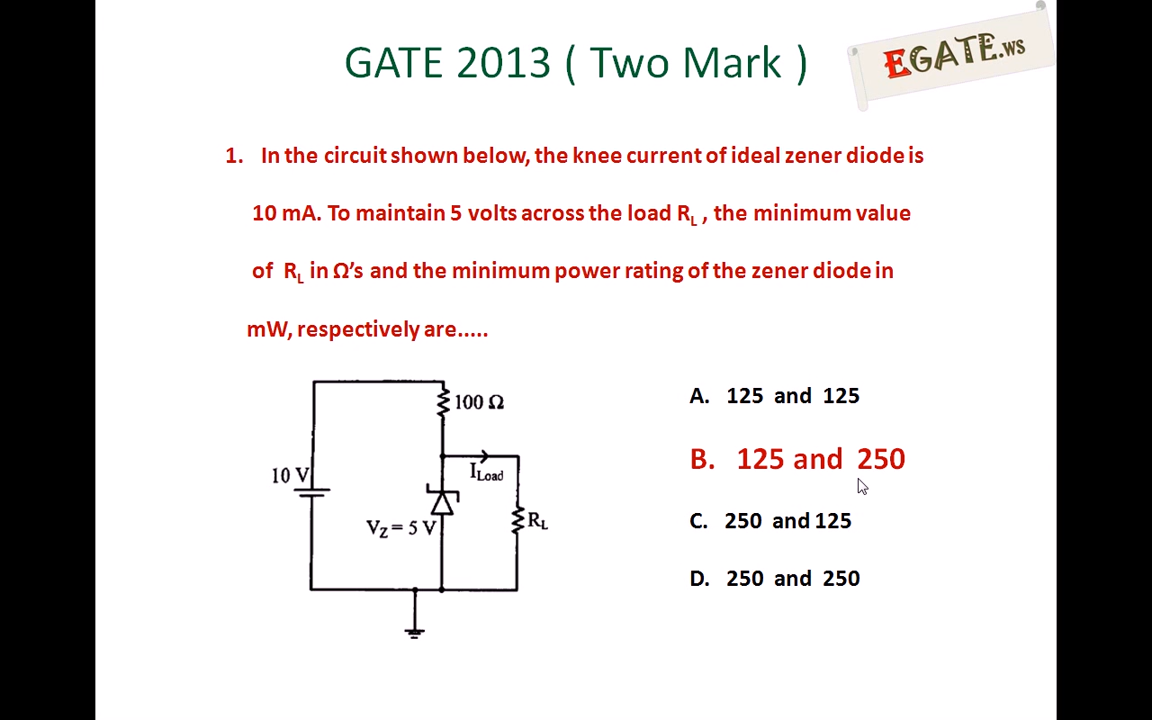 GATE 2013 ( Two Mark )
EGATE.ws
1. In the circuit shown below, the knee current of ideal zener diode is
10 mA. To maintain 5 volts across the load RL , the minimum value
of RL in Ω’s and the minimum power rating of the zener diode in
mW, respectively are.....
100 Ω
10 V
ILoad
VZ = 5 V
RL
A. 125 and 125
B. 125 and 250
C. 250 and 125
D. 250 and 250